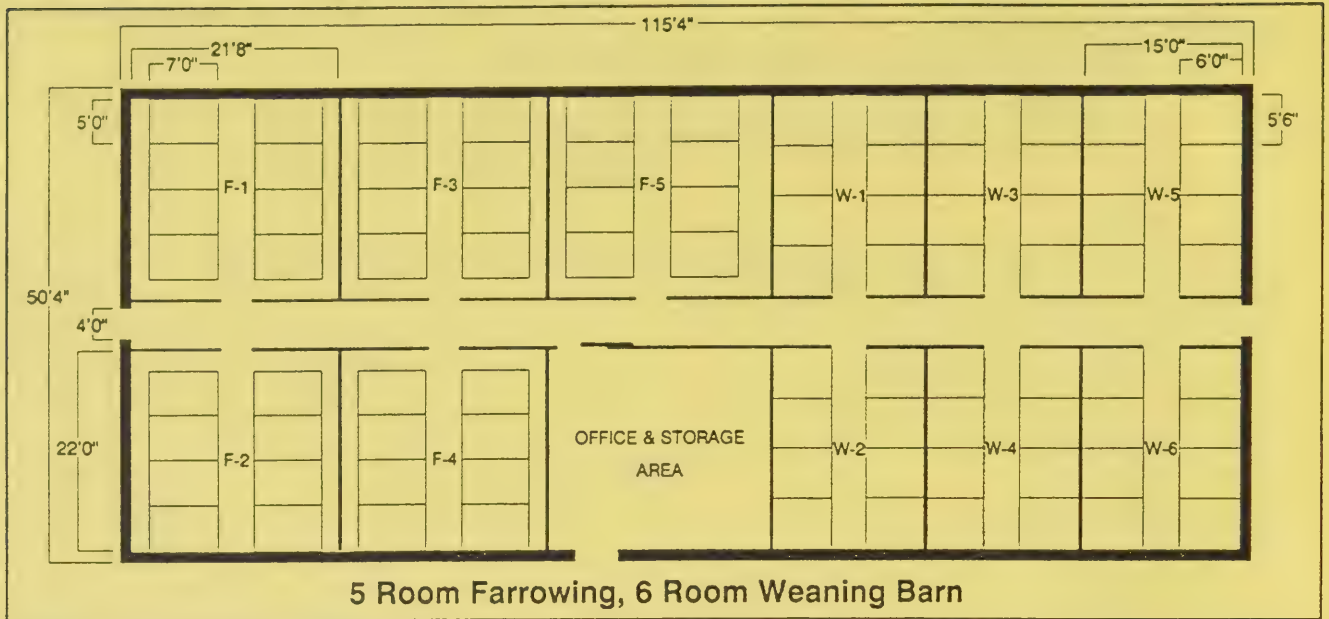 115'4"
21'8"
15'0"
7'0"
6'0"
5'0"
5'6"
F-1
F-3
F-5
W-1
W-3
W-5
50'4"
4'0"
22'0"
F-2
F-4
OFFICE & STORAGE
AREA
W-2
W-4
W-6
5 Room Farrowing, 6 Room Weaning Barn